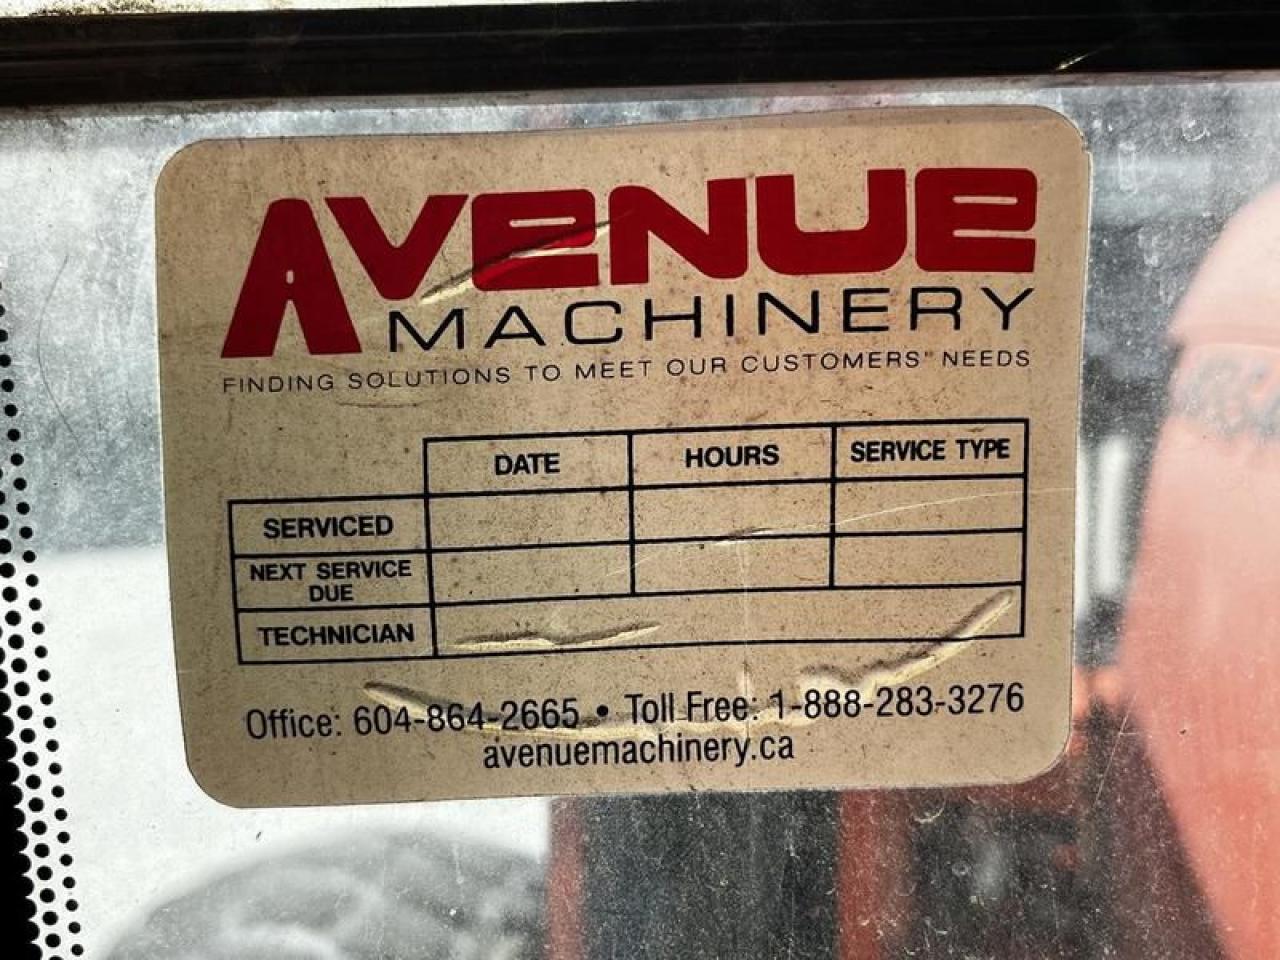 AVENUE
MACHINERY
FINDING SOLUTIONS TO MEET OUR CUSTOMERS' NEEDS
DATE HOURS SERVICE TYPE
SERVICED
NEXT SERVICE
DUE
TECHNICIAN
Office: 604-864-2665 • Toll Free: 1-888-283-3276
avenuemachinery.ca